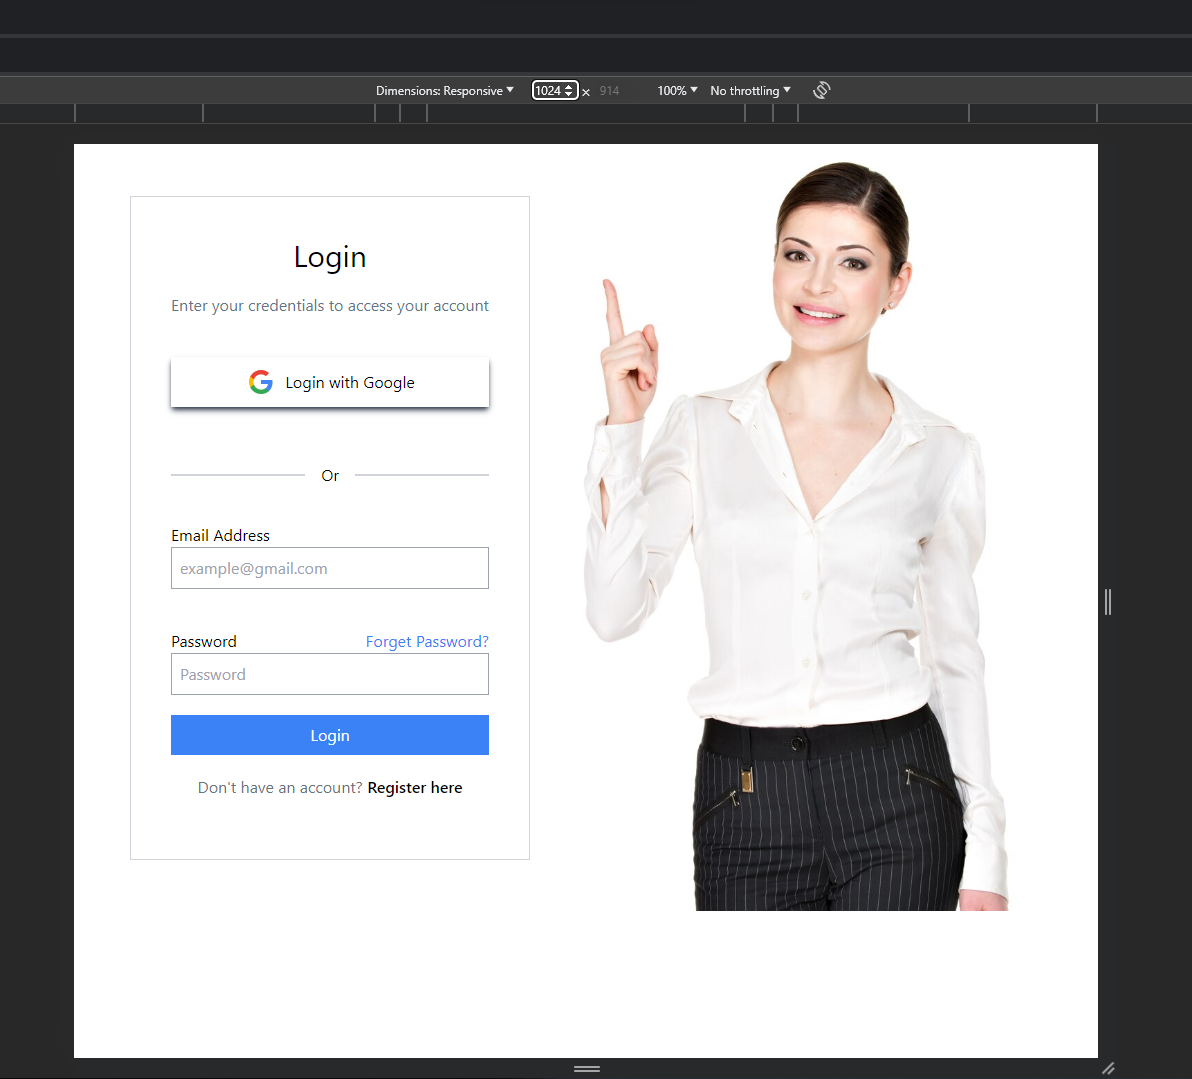 Dimensions: Responsive 1024 × 914 100% No throttling
Login
Enter your credentials to access your account
Login with Google
Or
Email Address
example@gmail.com
Password Forget Password?
Password
Login
Don't have an account? Register here